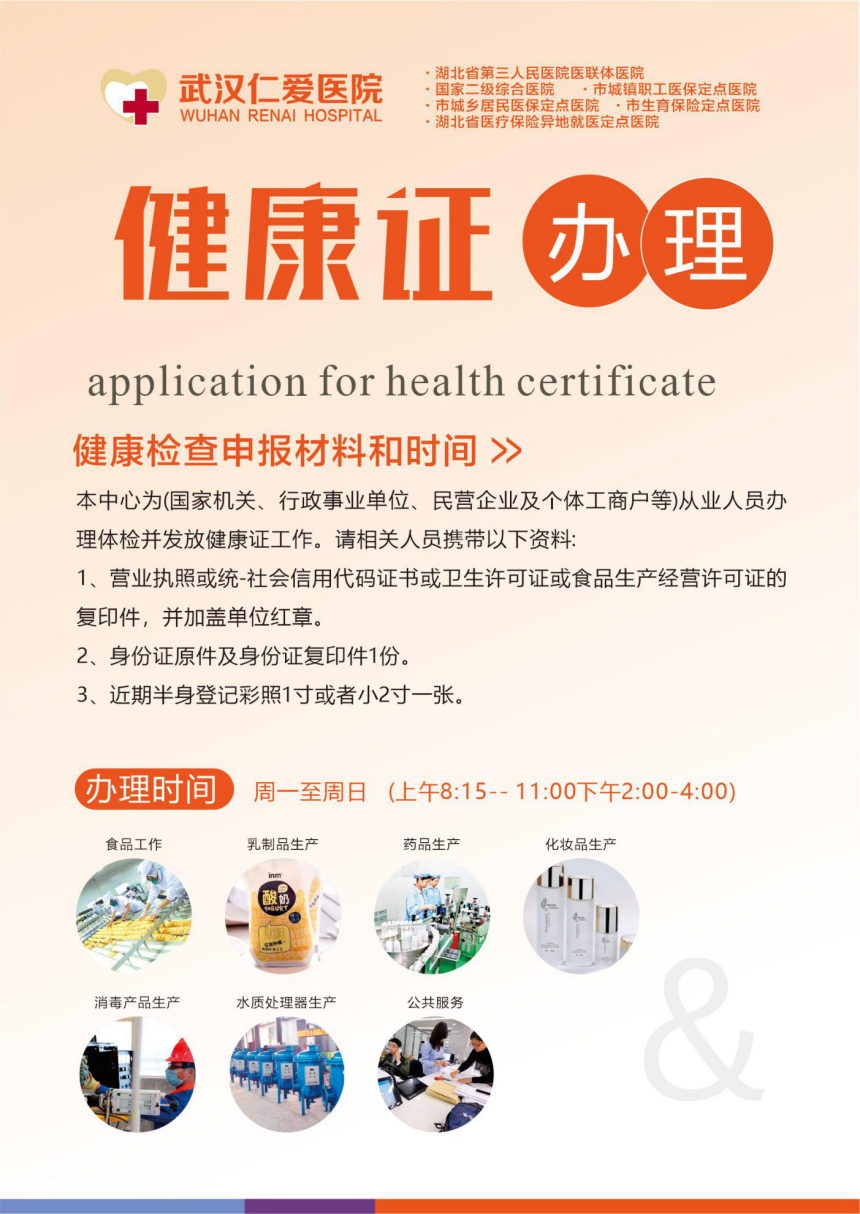 武汉仁爱医院
WUHAN RENAI HOSPITAL
·湖北省第三人民医院医联体医院
·国家二级综合医院 ·市城镇职工医保定点医院
·市城乡居民医保定点医院 ·市生育保险定点医院
·湖北省医疗保险异地就医定点医院
健康证办理
application for health certificate
健康检查申报材料和时间 >>
本中心为(国家机关、行政事业单位、民营企业及个体工商户等)从业人员办
理体检并发放健康证工作。请相关人员携带以下资料:
1、营业执照或统-社会信用代码证书或卫生许可证或食品生产经营许可证的
复印件，并加盖单位红章。
2、身份证原件及身份证复印件1份。
3、近期半身登记彩照1寸或者小2寸一张。
办理时间 周一至周日 (上午8:15-- 11:00下午2:00-4:00)
食品工作 乳制品生产 药品生产 化妆品生产
inm
酸奶
YOGURT
消毒产品生产 水质处理器生产 公共服务
&